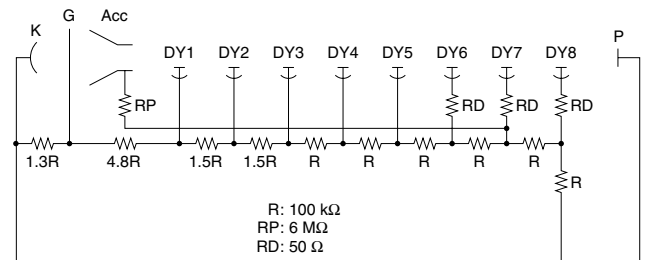 K G Acc DY1 DY2 DY3 DY4 DY5 DY6 DY7 DY8 P
RP RD RD RD
1.3R 4.8R 1.5R 1.5R R R R R R R
R: 100 kΩ
RP: 6 MΩ
RD: 50 Ω